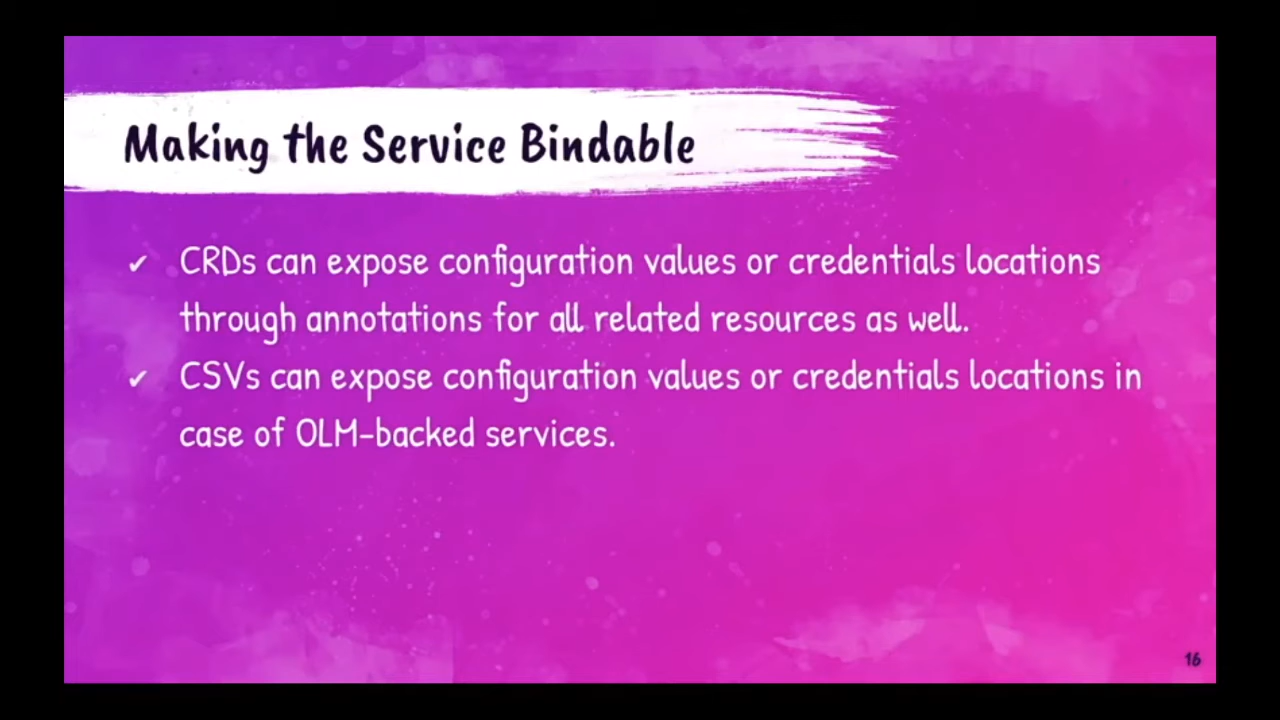 Making the Service Bindable
✔ CRDs can expose configuration values or credentials locations
through annotations for all related resources as well.
✔ CSVs can expose configuration values or credentials locations in
case of OLM-backed services.
16